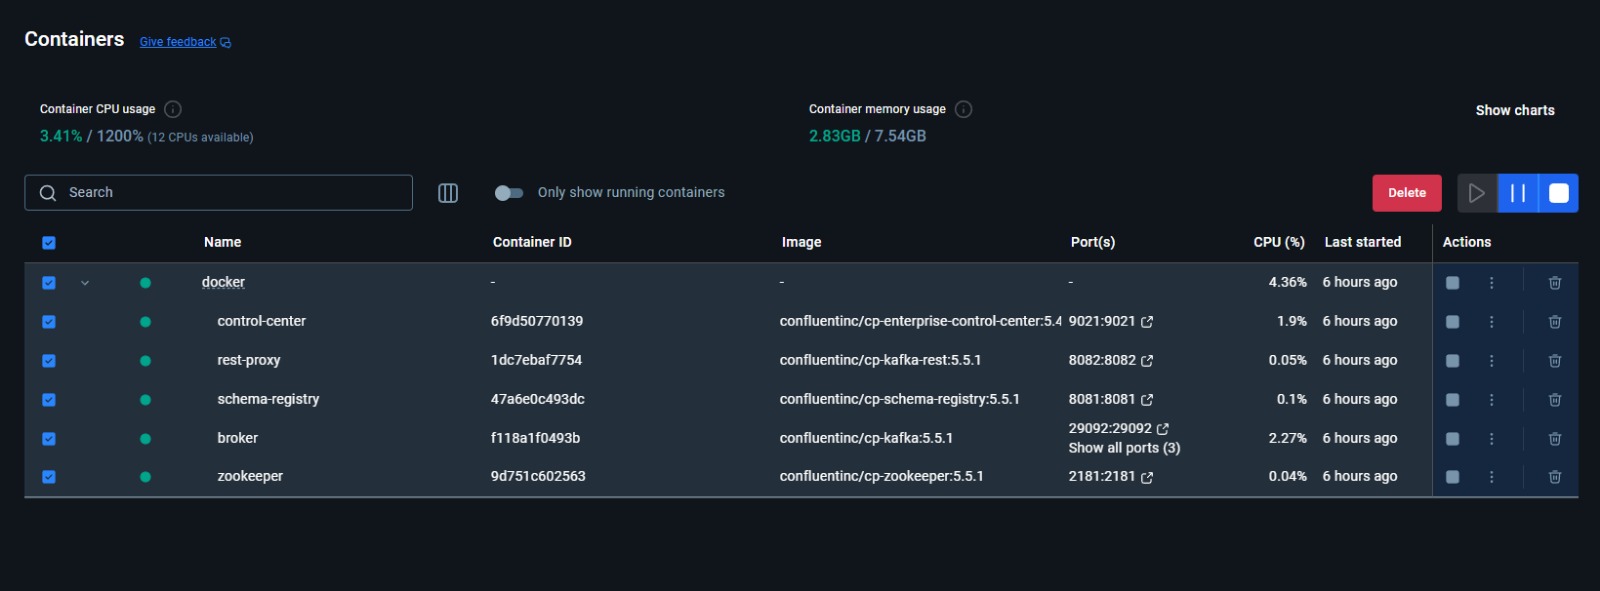 Containers Give feedback
Container CPU usage
3.41% / 1200% (12 CPUs available)
Container memory usage
2.83GB / 7.54GB
Show charts
Search
Only show running containers
Delete
Name Container ID Image Port(s) CPU (%) Last started Actions
docker - - - 4.36% 6 hours ago
control-center 6f9d50770139 confluentinc/cp-enterprise-control-center:5.4 9021:9021 1.9% 6 hours ago
rest-proxy 1dc7ebaf7754 confluentinc/cp-kafka-rest:5.5.1 8082:8082 0.05% 6 hours ago
schema-registry 47a6e0c493dc confluentinc/cp-schema-registry:5.5.1 8081:8081 0.1% 6 hours ago
broker f118a1f0493b confluentinc/cp-kafka:5.5.1 29092:29092 2.27% 6 hours ago
Show all ports (3)
zookeeper 9d751c602563 confluentinc/cp-zookeeper:5.5.1 2181:2181 0.04% 6 hours ago